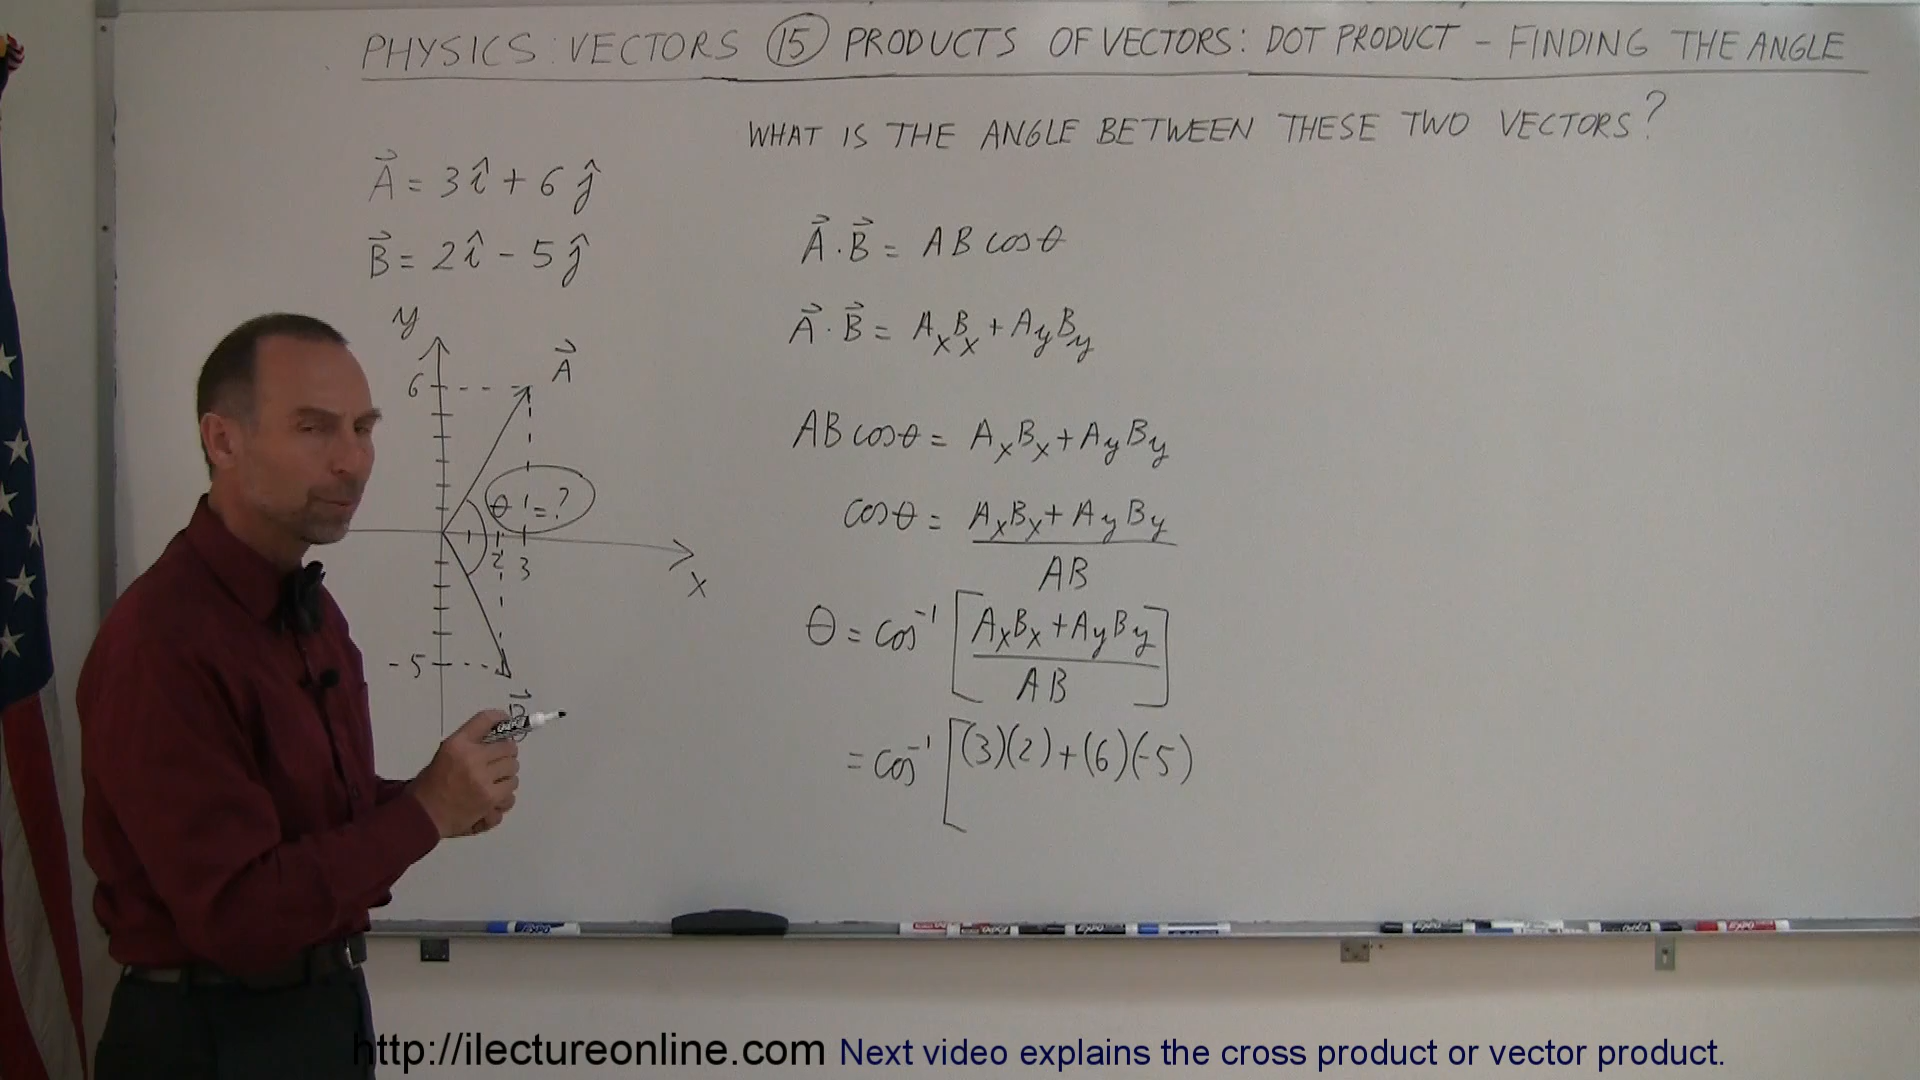 PHYSICS: VECTORS ⑮ PRODUCTS OF VECTORS: DOT PRODUCT - FINDING THE ANGLE
WHAT IS THE ANGLE BETWEEN THESE TWO VECTORS?
A⃗ = 3î + 6ĵ
B⃗ = 2î - 5ĵ
y
6
A⃗
θ = ?
2 3
x
-5
A⃗ · B⃗ = AB cosθ
A⃗ · B⃗ = AxBx + AyBy
AB cosθ = AxBx + AyBy
cosθ = AxBx + AyBy
AB
θ = cos⁻¹ [AxBx + AyBy]
AB
= cos⁻¹ [(3)(2) + (6)(-5)
http://ilectureonline.com Next video explains the cross product or vector product.